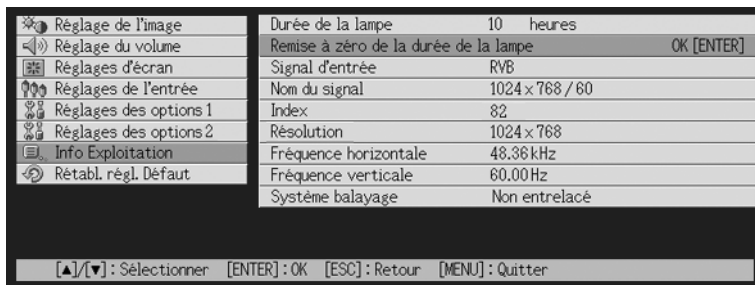 Réglage de l'image
Réglage du volume
Réglages d'écran
Réglages de l'entrée
Réglages des options 1
Réglages des options 2
Info Exploitation
Rétabl. régl. Défaut
Durée de la lampe 10 heures
Remise à zéro de la durée de la lampe OK [ENTER]
Signal d'entrée RVB
Nom du signal 1024×768 / 60
Index 82
Résolution 1024×768
Fréquence horizontale 48.36 kHz
Fréquence verticale 60.00 Hz
Système balayage Non entrelacé
[▲]/[▼] : Sélectionner [ENTER] : OK [ESC] : Retour [MENU] : Quitter